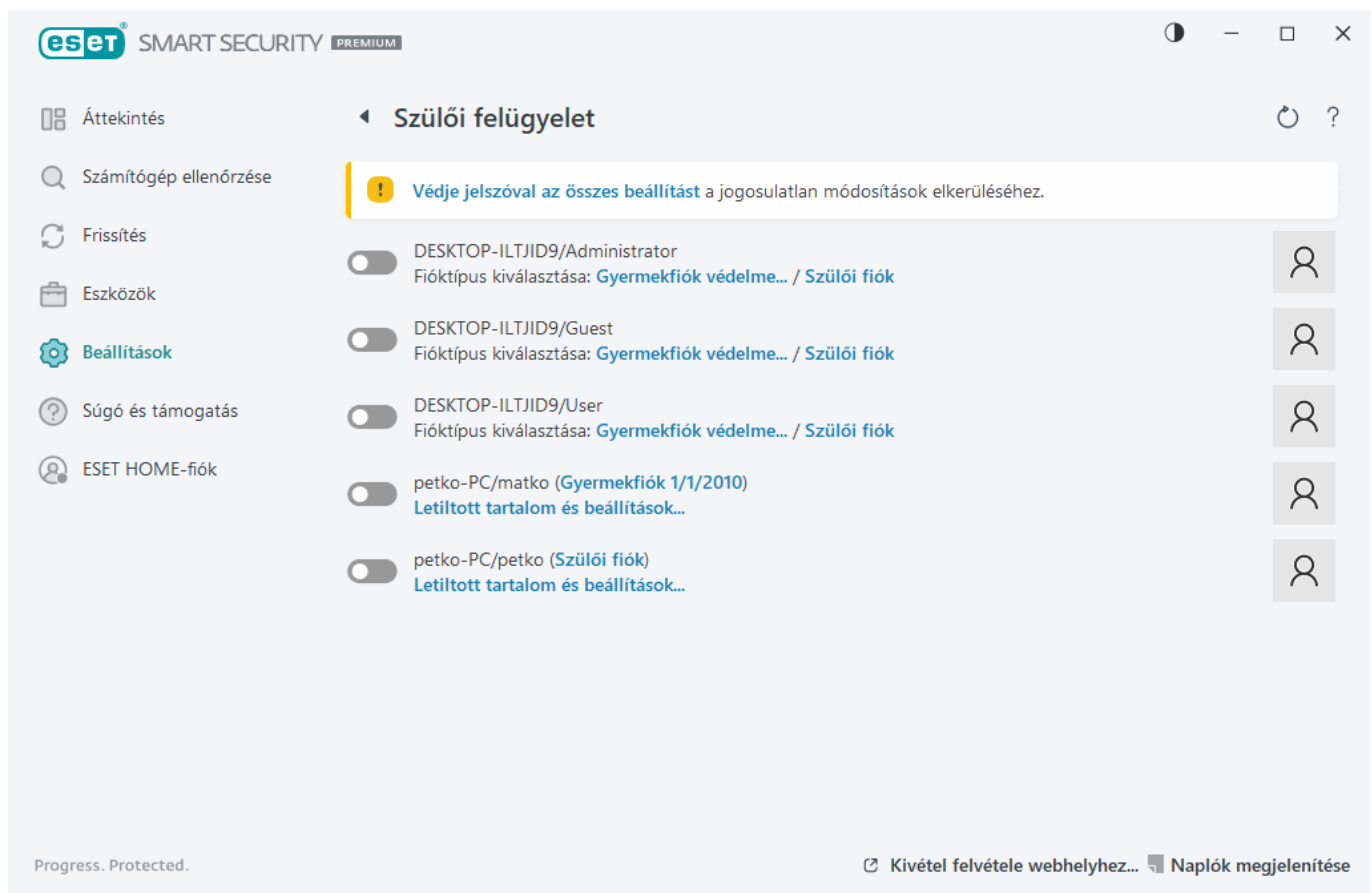 eset® SMART SECURITY PREMIUM
Áttekintés
Számítógép ellenőrzése
Frissítés
Eszközök
Beállítások
Súgó és támogatás
ESET HOME-fiók
Szülői felügyelet
?
! Védje jelszóval az összes beállítást a jogosulatlan módosítások elkerüléséhez.
DESKTOP-ILTJID9/Administrator
Fióktípus kiválasztása: Gyermekfiók védelme... / Szülői fiók
DESKTOP-ILTJID9/Guest
Fióktípus kiválasztása: Gyermekfiók védelme... / Szülői fiók
DESKTOP-ILTJID9/User
Fióktípus kiválasztása: Gyermekfiók védelme... / Szülői fiók
petko-PC/matko (Gyermekfiók 1/1/2010)
Letiltott tartalom és beállítások...
petko-PC/petko (Szülői fiók)
Letiltott tartalom és beállítások...
Progress. Protected.
Kivétel felvétele webhelyhez... Naplók megjelenítése